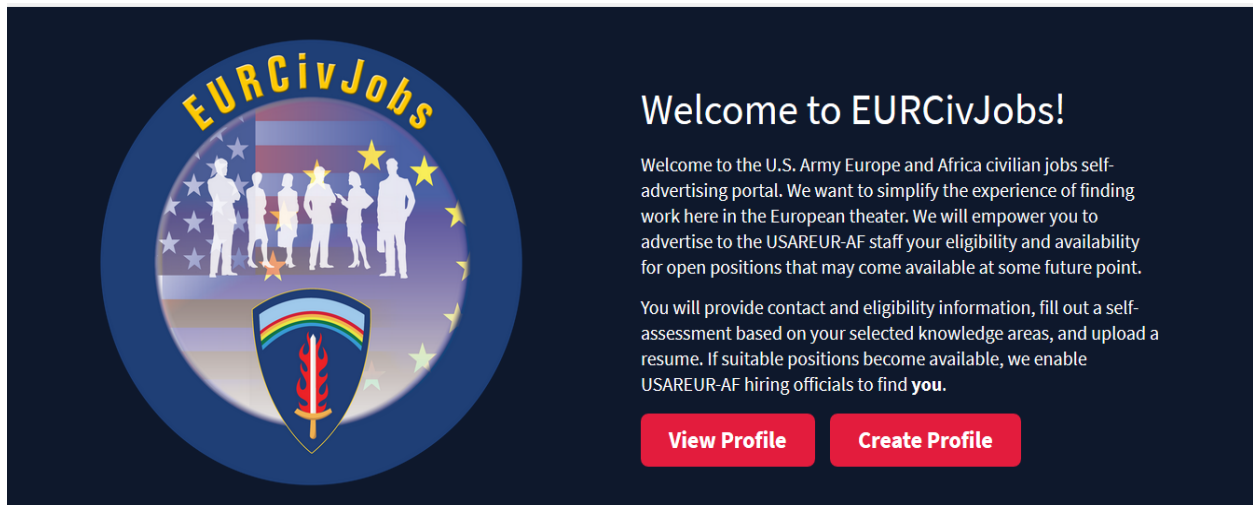 EURCivJobs
Welcome to EURCivJobs!
Welcome to the U.S. Army Europe and Africa civilian jobs self-
advertising portal. We want to simplify the experience of finding
work here in the European theater. We will empower you to
advertise to the USAREUR-AF staff your eligibility and availability
for open positions that may come available at some future point.
You will provide contact and eligibility information, fill out a self-
assessment based on your selected knowledge areas, and upload a
resume. If suitable positions become available, we enable
USAREUR-AF hiring officials to find you.
View Profile
Create Profile